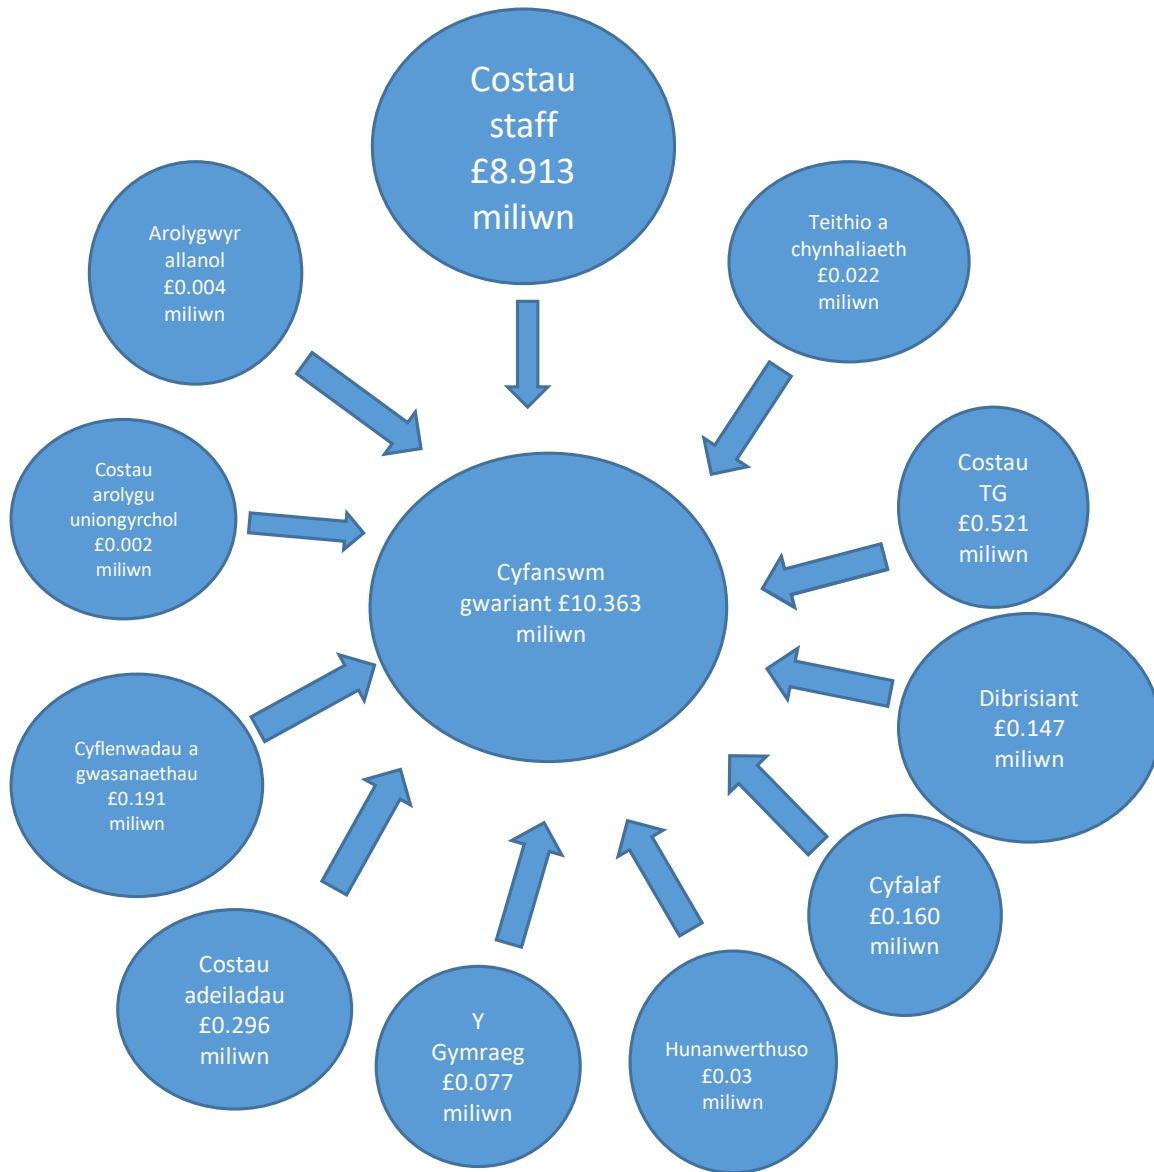 Costau
staff
£8.913
miliwn
Arolygwyr
allanol
£0.004
miliwn
Teithio a
chynhaliaeth
£0.022
miliwn
Costau
arolygu
uniongyrchol
£0.002
miliwn
Costau
TG
£0.521
miliwn
Cyfanswm
gwariant £10.363
miliwn
Dibrisiant
£0.147
miliwn
Cyflenwadau a
gwasanaethau
£0.191
miliwn
Cyfalaf
£0.160
miliwn
Costau
adeiladau
£0.296
miliwn
Y
Gymraeg
£0.077
miliwn
Hunanwerthuso
£0.03
miliwn